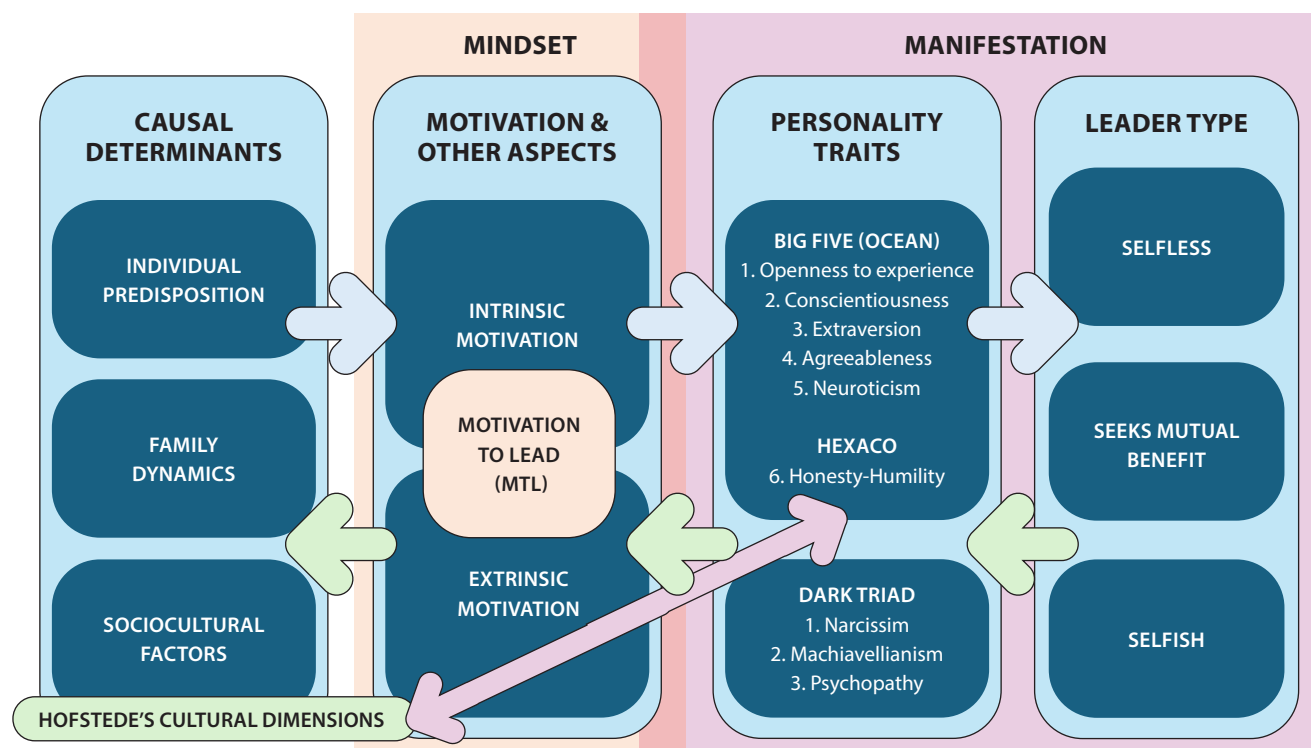 MINDSET
MANIFESTATION
CAUSAL
DETERMINANTS
INDIVIDUAL
PREDISPOSITION
FAMILY
DYNAMICS
SOCIOCULTURAL
FACTORS
HOFSTEDE'S CULTURAL DIMENSIONS
MOTIVATION &
OTHER ASPECTS
INTRINSIC
MOTIVATION
MOTIVATION
TO LEAD
(MTL)
EXTRINSIC
MOTIVATION
PERSONALITY
TRAITS
BIG FIVE (OCEAN)
1. Openness to experience
2. Conscientiousness
3. Extraversion
4. Agreeableness
5. Neuroticism
HEXACO
6. Honesty-Humility
DARK TRIAD
1. Narcissim
2. Machiavellianism
3. Psychopathy
LEADER TYPE
SELFLESS
SEEKS MUTUAL
BENEFIT
SELFISH